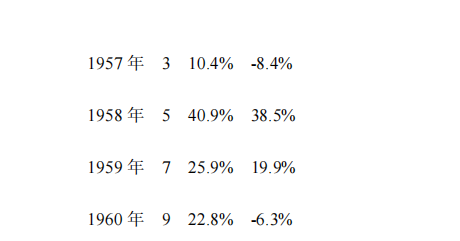 1957 年 3 10.4% -8.4%
1958 年 5 40.9% 38.5%
1959 年 7 25.9% 19.9%
1960 年 9 22.8% -6.3%